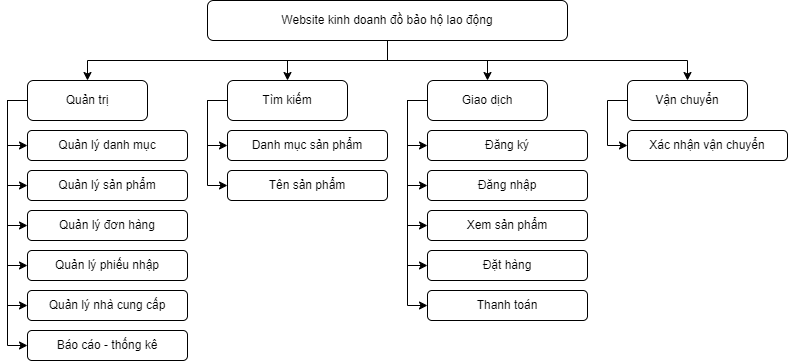 Website kinh doanh đồ bảo hộ lao động
Quản trị
Quản lý danh mục
Quản lý sản phẩm
Quản lý đơn hàng
Quản lý phiếu nhập
Quản lý nhà cung cấp
Báo cáo - thống kê
Tìm kiếm
Danh mục sản phẩm
Tên sản phẩm
Giao dịch
Đăng ký
Đăng nhập
Xem sản phẩm
Đặt hàng
Thanh toán
Vận chuyển
Xác nhận vận chuyển